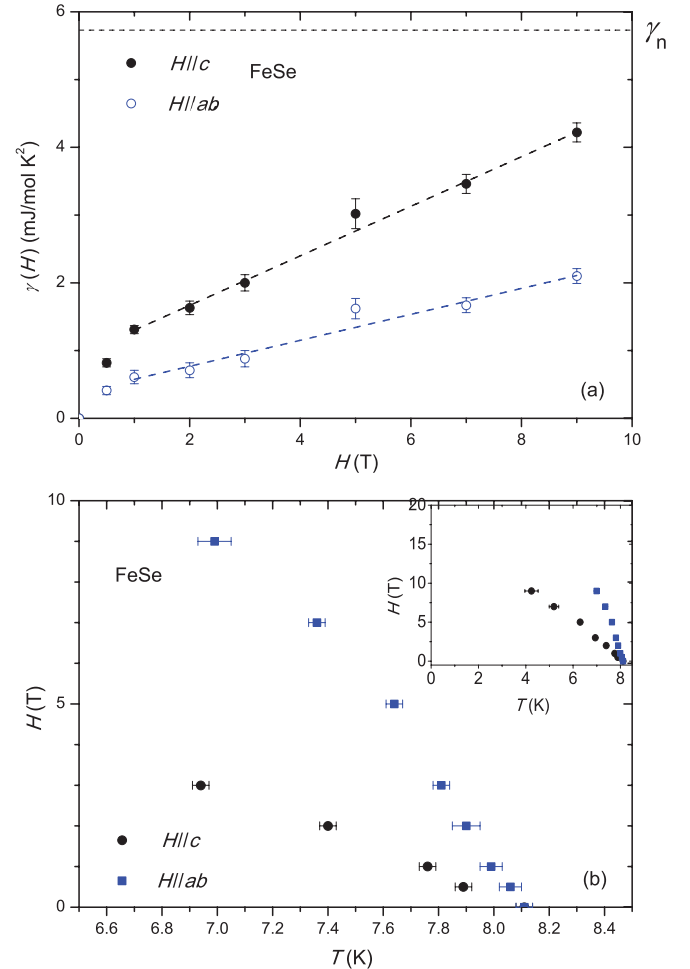 6
γn
H//c
FeSe
H//ab
4
γ(H) (mJ/mol K2)
2
(a)
0
0 2 4 6 8 10
H(T)
10
20
FeSe
15
H(T)
10
5
0
0 2 4 6 8
T(K)
5
H(T)
H//c
H//ab
(b)
0
6.6 6.8 7.0 7.2 7.4 7.6 7.8 8.0 8.2 8.4
T(K)